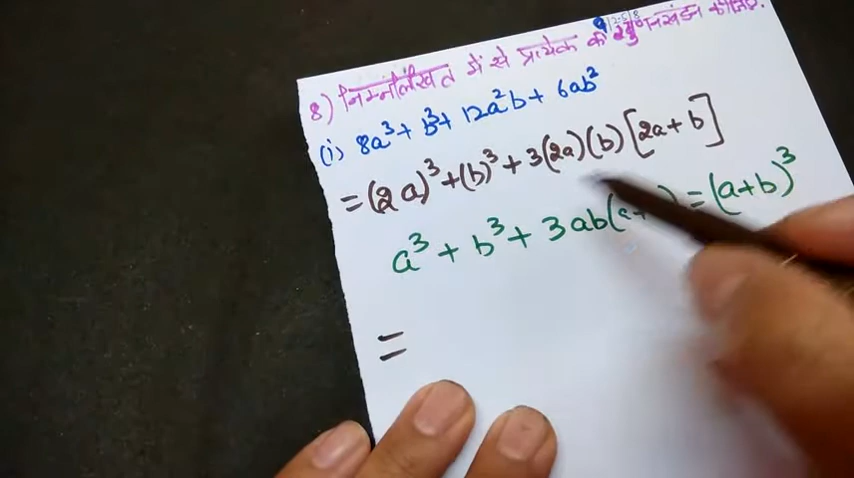 8) निम्नलिखित में से प्रत्येक का गुणनखंडन कीजिए.
(i) 8a³ + b³ + 12a²b + 6ab²
= (2a)³ + (b)³ + 3(2a)(b)[2a + b]
a³ + b³ + 3ab(a+ ) = (a+b)³
=